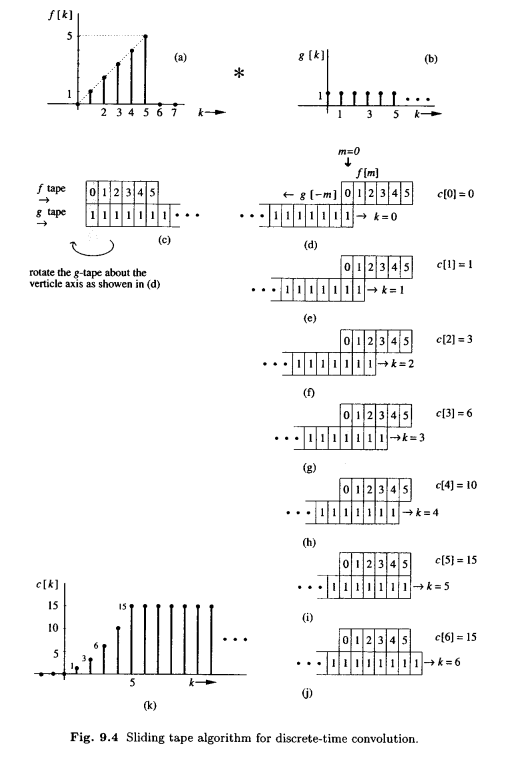 f [k]
5
1
2 3 4 5 6 7 k
(a)
*
g [k]
1
1 3 5 k
(b)
f tape
0 1 2 3 4 5
g tape
1 1 1 1 1 1 1
(c)
rotate the g-tape about the
verticle axis as showen in (d)
m=0
f [m]
← g [-m] 0 1 2 3 4 5 c[0] = 0
1 1 1 1 1 1 1 → k=0
(d)
0 1 2 3 4 5 c[1] = 1
1 1 1 1 1 1 1 → k= 1
(e)
0 1 2 3 4 5 c[2] = 3
1 1 1 1 1 1 1 → k= 2
(f)
0 1 2 3 4 5 c[3] = 6
1 1 1 1 1 1 1 → k= 3
(g)
0 1 2 3 4 5 c[4] = 10
1 1 1 1 1 1 1 → k= 4
(h)
0 1 2 3 4 5 c[5] = 15
1 1 1 1 1 1 1 → k= 5
(i)
0 1 2 3 4 5 c[6] = 15
1 1 1 1 1 1 1 1 → k= 6
(j)
c [k]
15
10
5
1 3 6 15
5 k
(k)
Fig. 9.4 Sliding tape algorithm for discrete-time convolution.